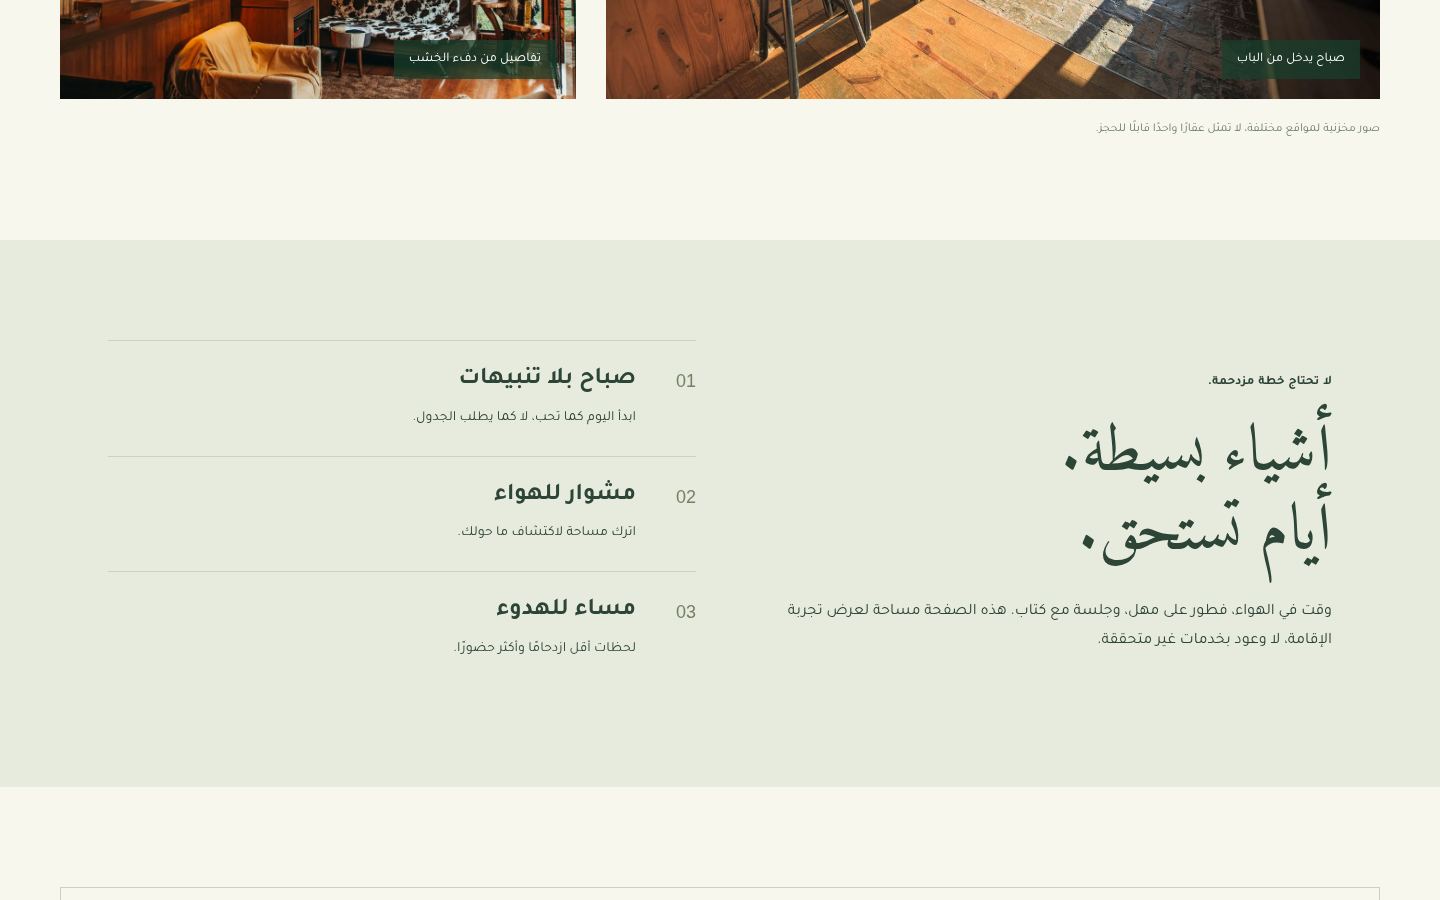 صباح يدخل من الباب
تفاصيل من دفء الخشب
صور مخزنية لمواقع مختلفة، لا تمثل عقارًا واحدًا قابلًا للحجز.
لا تحتاج خطة مزدحمة.
أشياء بسيطة.
أيام تستحق.
وقت في الهواء، فطور على مهل، وجلسة مع كتاب. هذه الصفحة مساحة لعرض تجربة
الإقامة، لا وعود بخدمات غير متحققة.
01
صباح بلا تنبيهات
ابدأ اليوم كما تحب، لا كما يطلب الجدول.
02
مشوار للهواء
اترك مساحة لاكتشاف ما حولك.
03
مساء للهدوء
لحظات أقل ازدحامًا وأكثر حضورًا.